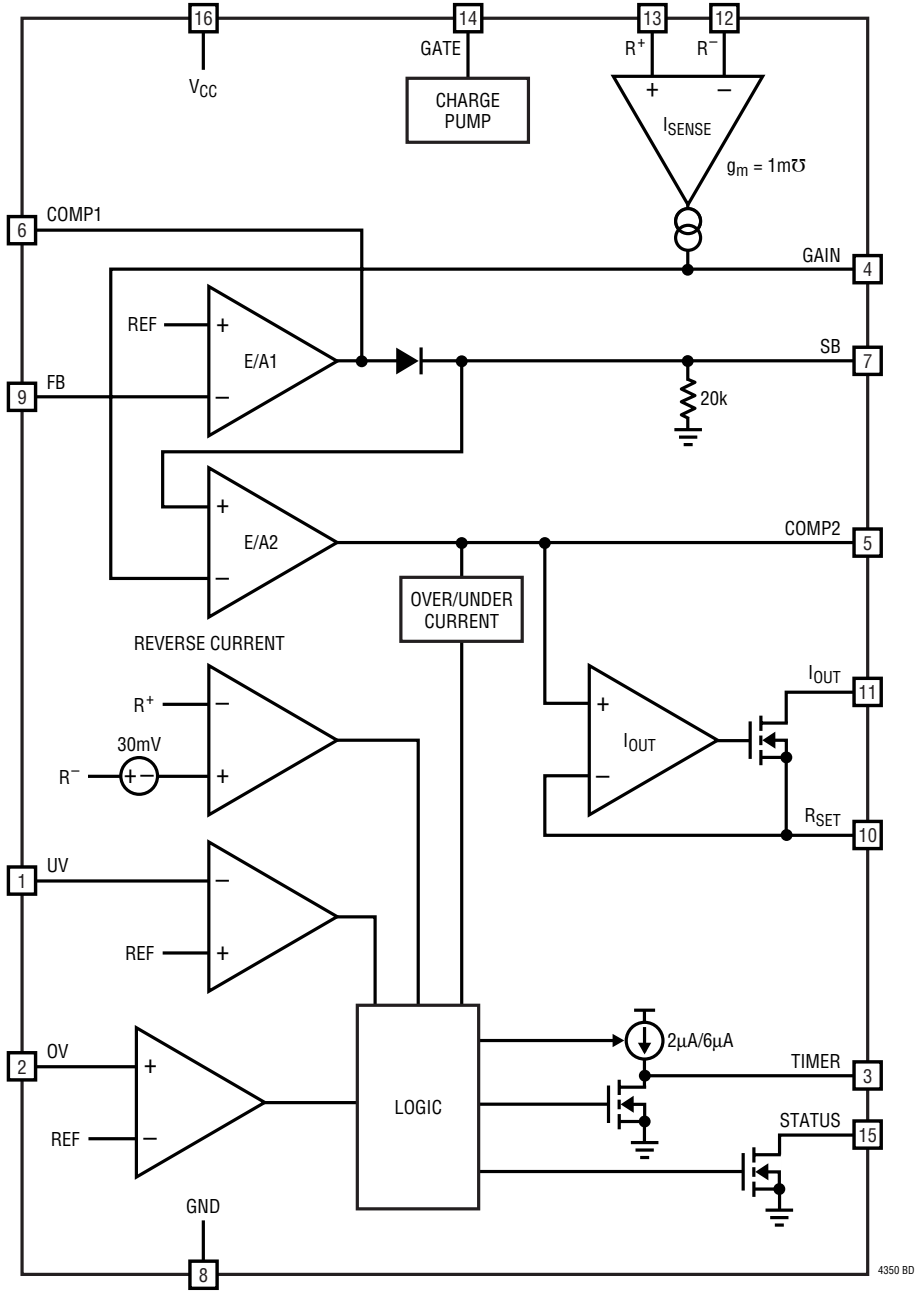 16
14
13
12
GATE
R+
R–
VCC
CHARGE
PUMP
+
–
ISENSE
gm = 1m℧
6
COMP1
GAIN
4
REF
+
E/A1
SB
7
9
FB
–
20k
+
E/A2
COMP2
5
–
OVER/UNDER
CURRENT
REVERSE CURRENT
R+
–
+
IOUT
IOUT
11
30mV
R–
+ –
+
–
RSET
10
1
UV
–
REF
+
2
OV
+
2µA/6µA
TIMER
3
LOGIC
REF
–
STATUS
15
GND
8
4350 BD